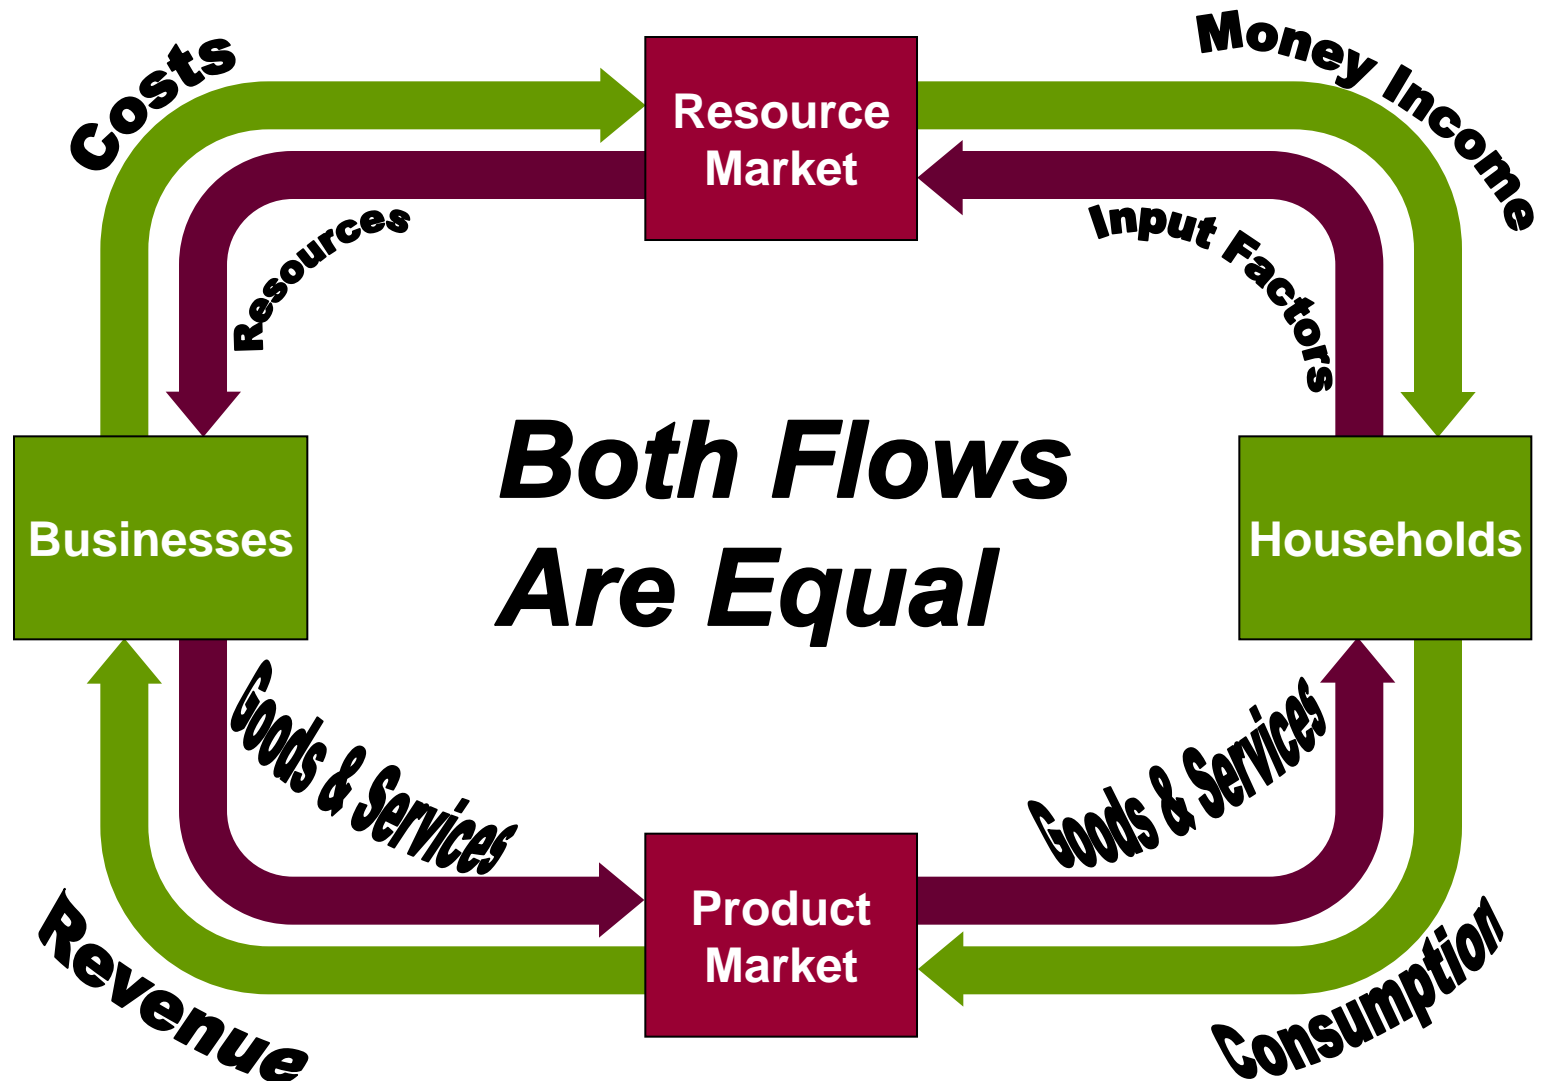 Costs
Resource
Market
Money Income
Resources
Input Factors
Both Flows
Are Equal
Businesses
Households
Goods & Services
Goods & Services
Product
Market
Revenue
Consumption